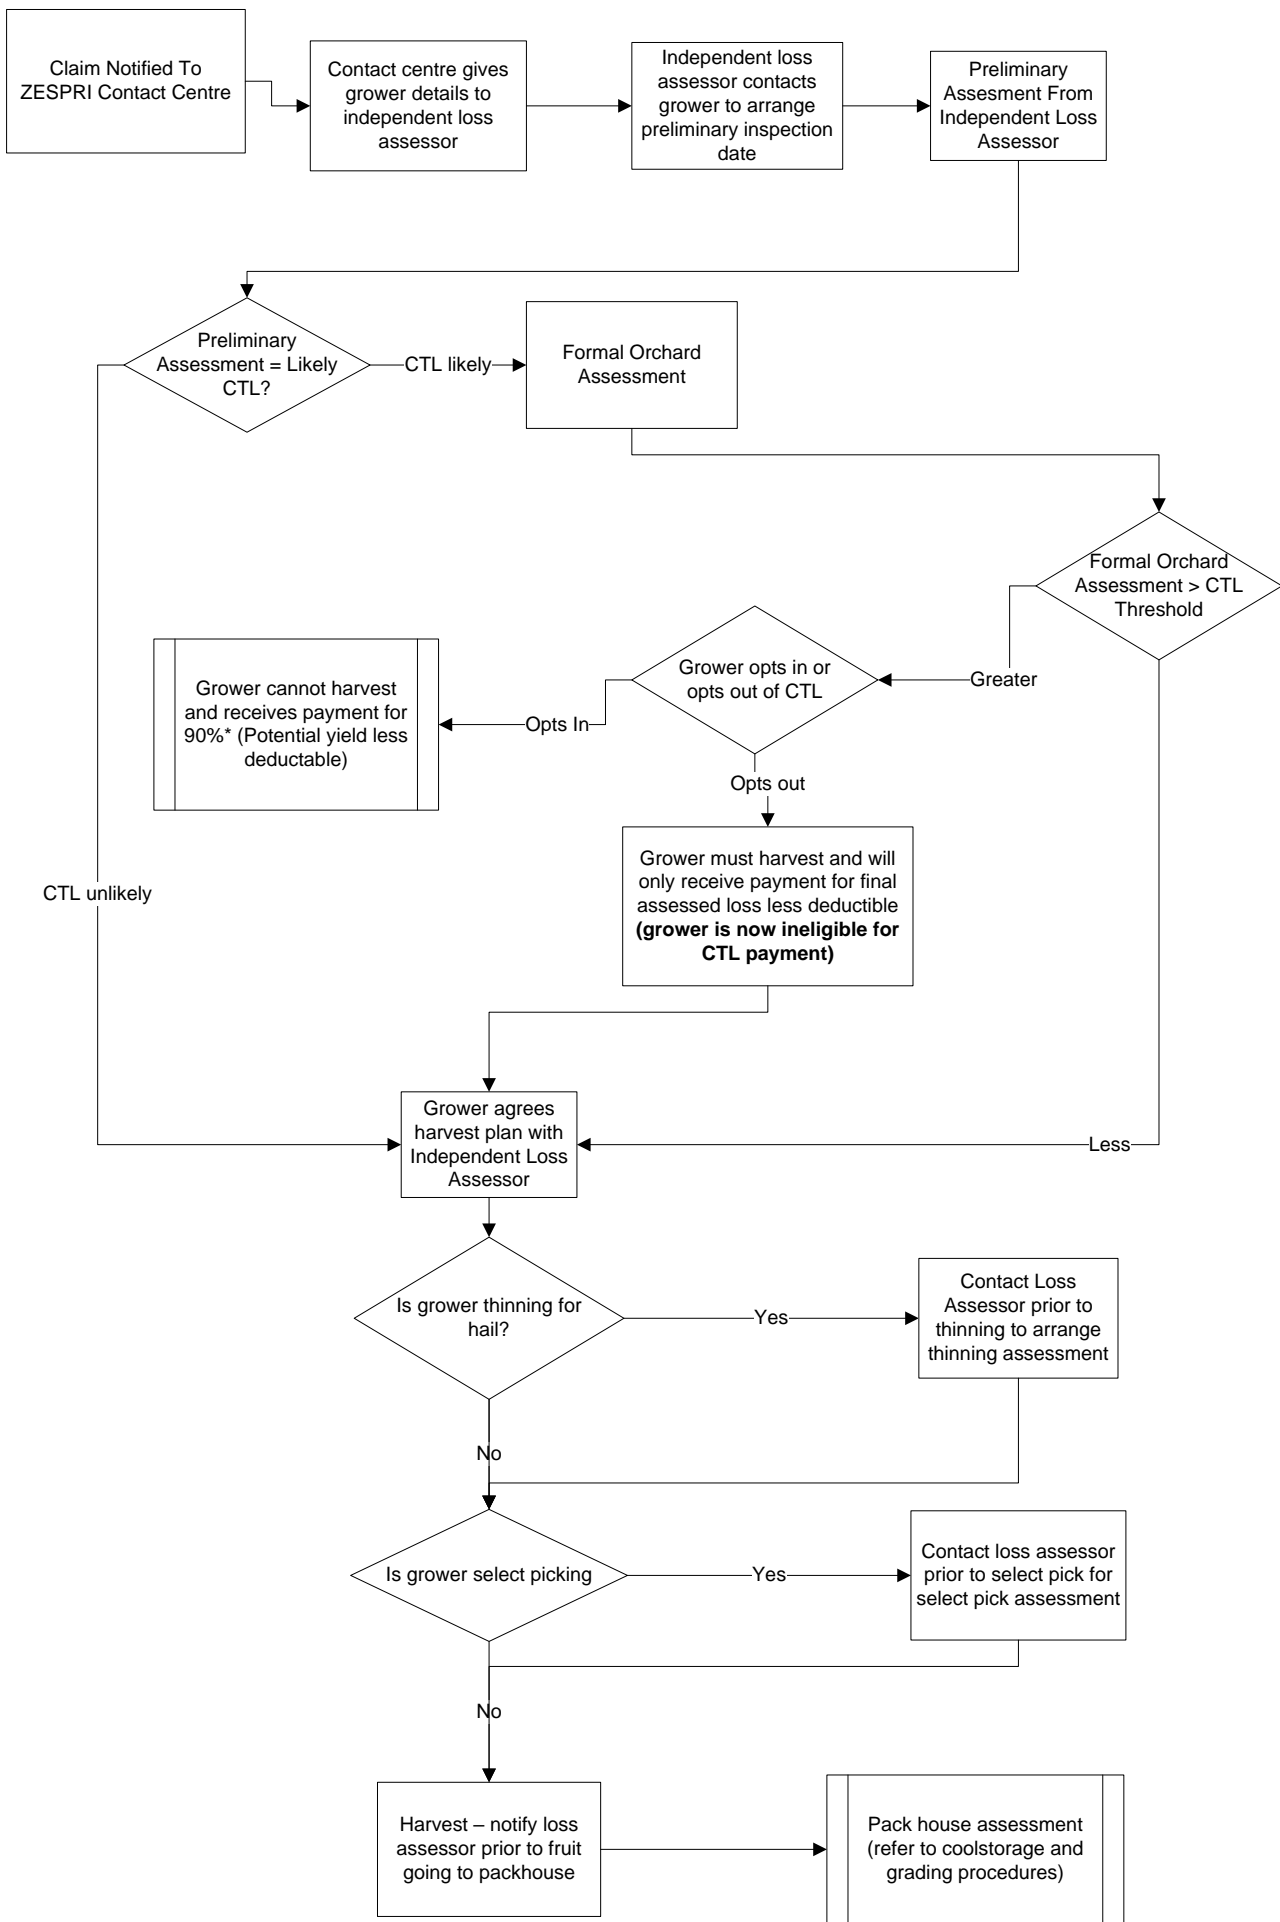 Claim Notified To
ZESPRI Contact Centre
Contact centre gives
grower details to
independent loss
assessor
Independent loss
assessor contacts
grower to arrange
preliminary inspection
date
Preliminary
Assesment From
Independent Loss
Assessor
Preliminary
Assessment = Likely
CTL?
CTL likely
Formal Orchard
Assessment
Formal Orchard
Assessment > CTL
Threshold
Greater
Grower opts in or
opts out of CTL
Opts In
Grower cannot harvest
and receives payment for
90%* (Potential yield less
deductable)
Opts out
Grower must harvest and will
only receive payment for final
assessed loss less deductible
(grower is now ineligible for
CTL payment)
CTL unlikely
Grower agrees
harvest plan with
Independent Loss
Assessor
Less
Is grower thinning for
hail?
Yes
Contact Loss
Assessor prior to
thinning to arrange
thinning assessment
No
Is grower select picking
Yes
Contact loss assessor
prior to select pick for
select pick assessment
No
Harvest – notify loss
assessor prior to fruit
going to packhouse
Pack house assessment
(refer to coolstorage and
grading procedures)